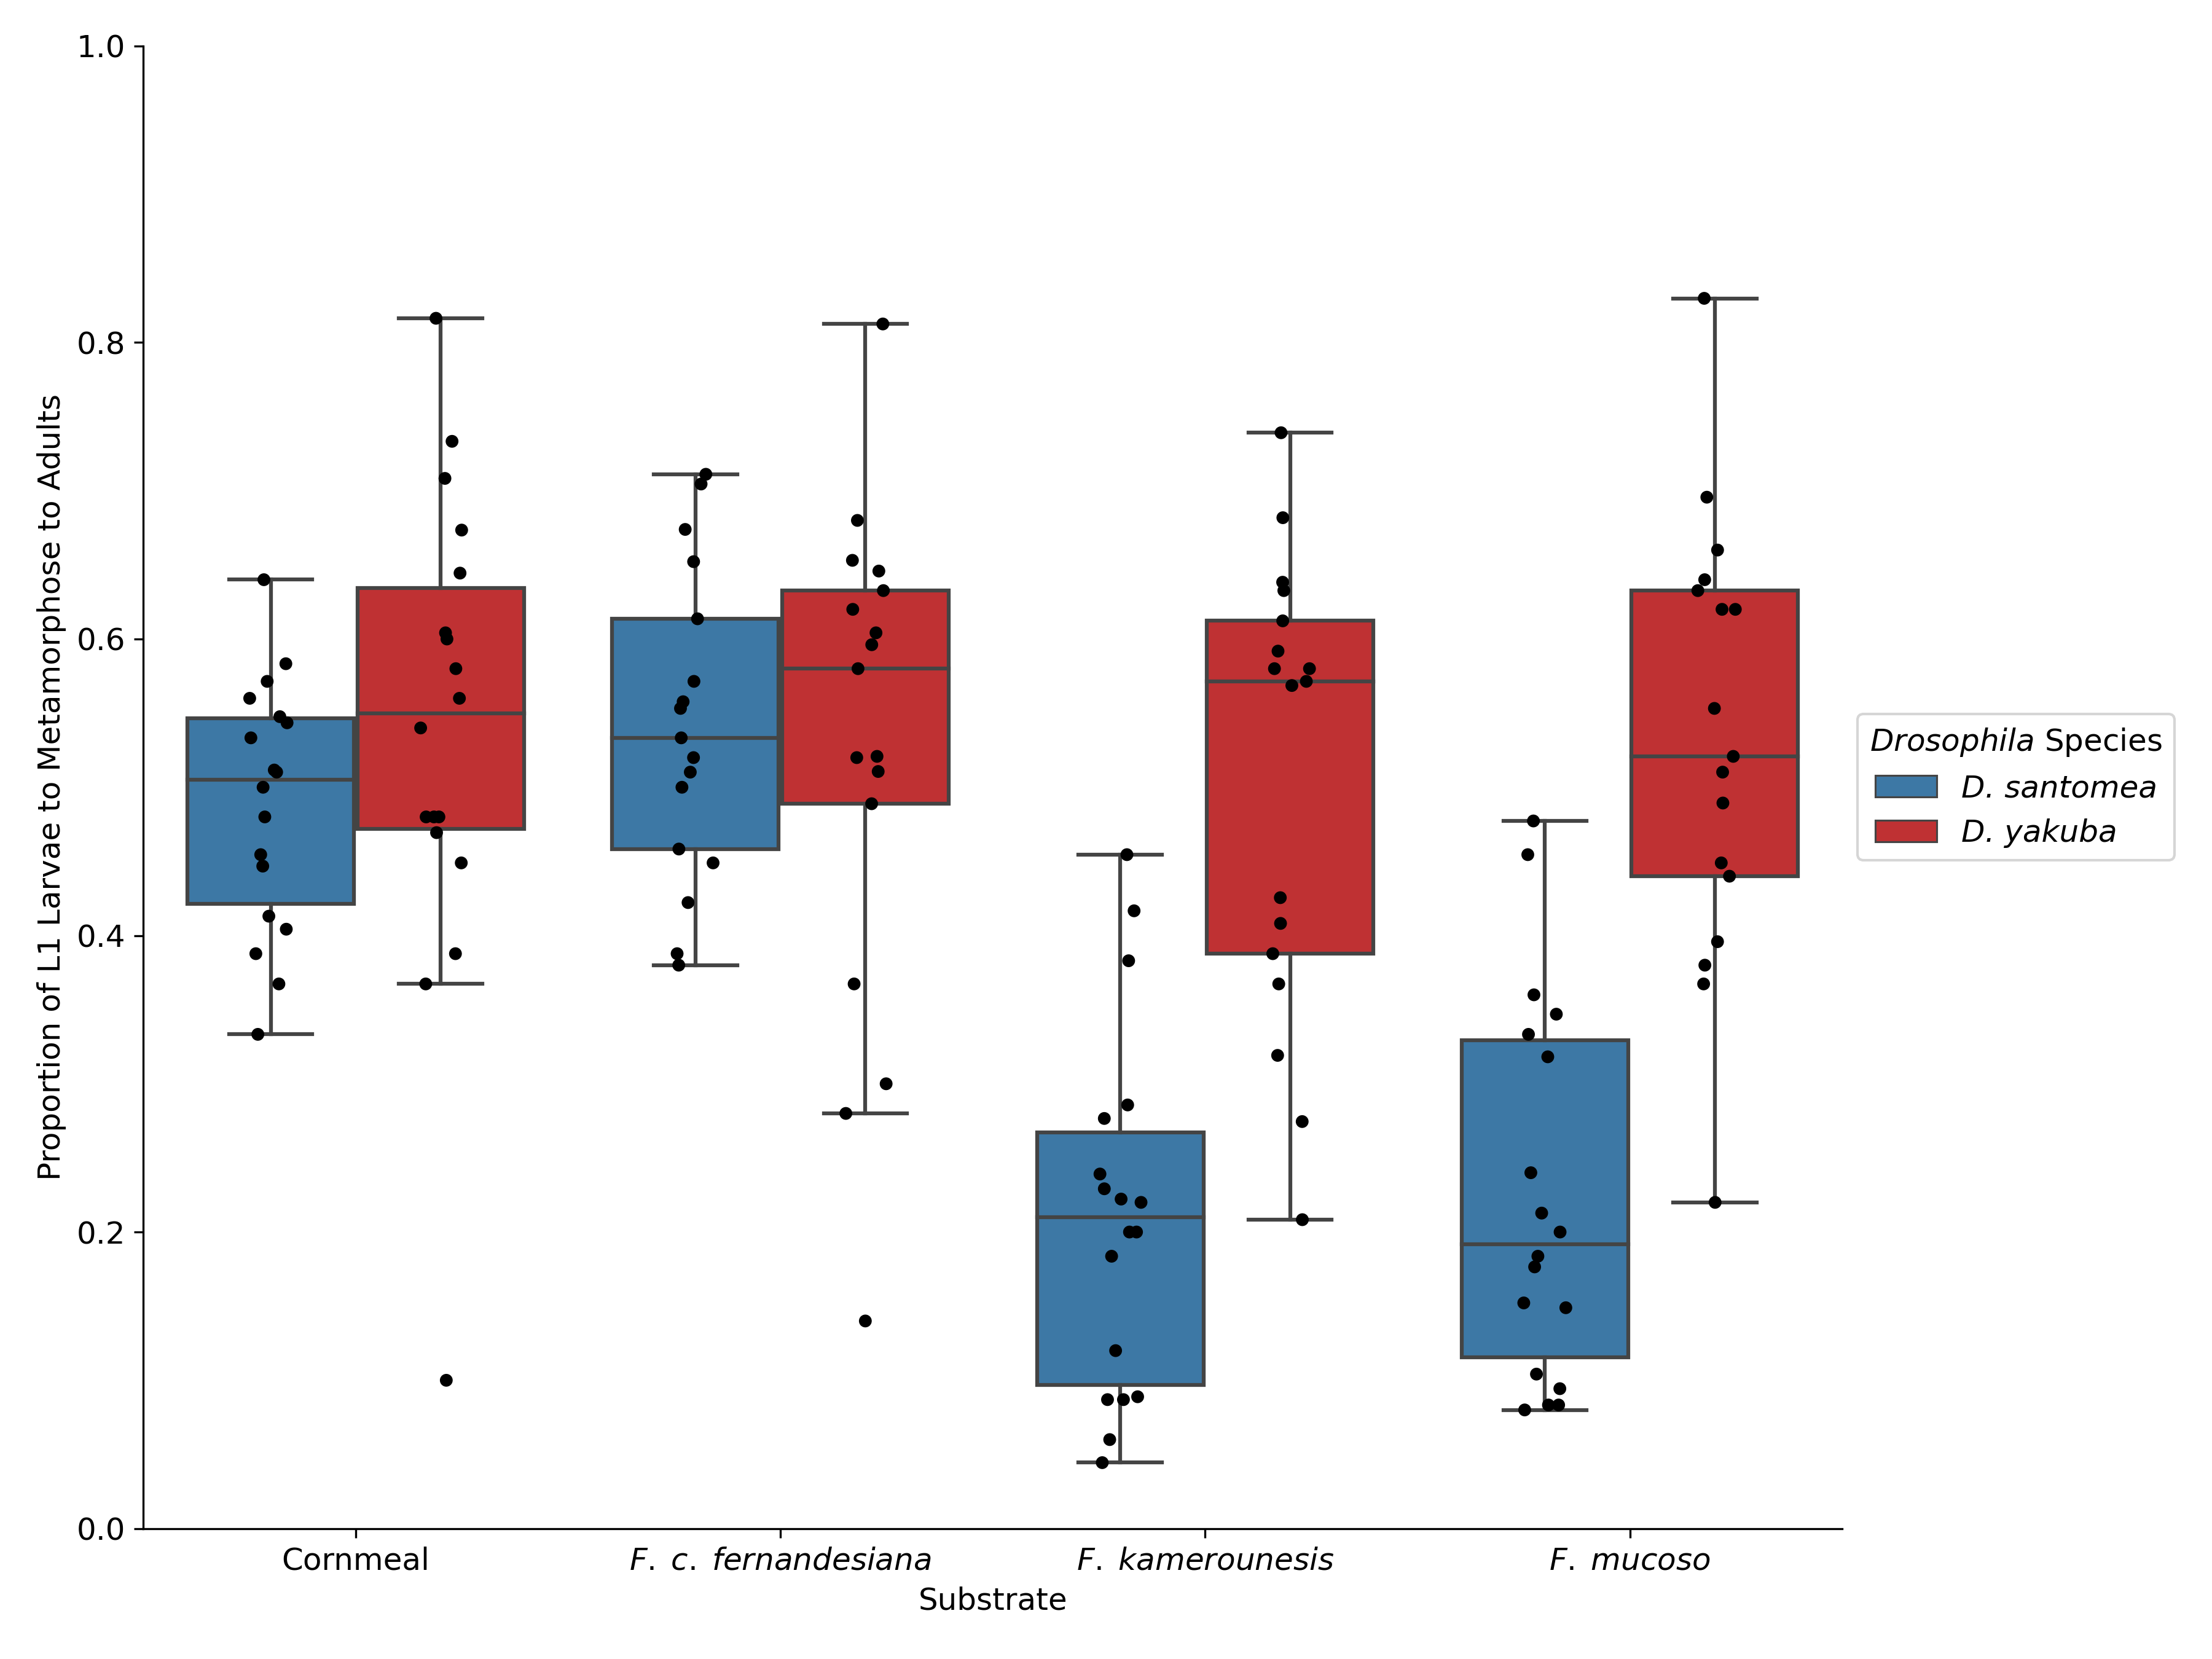 Proportion of L1 Larvae to Metamorphose to Adults
1.0
0.8
0.6
0.4
0.2
0.0
Cornmeal
F. c. fernandesiana
F. kamerounesis
F. mucoso
Substrate
Drosophila Species
D. santomea
D. yakuba